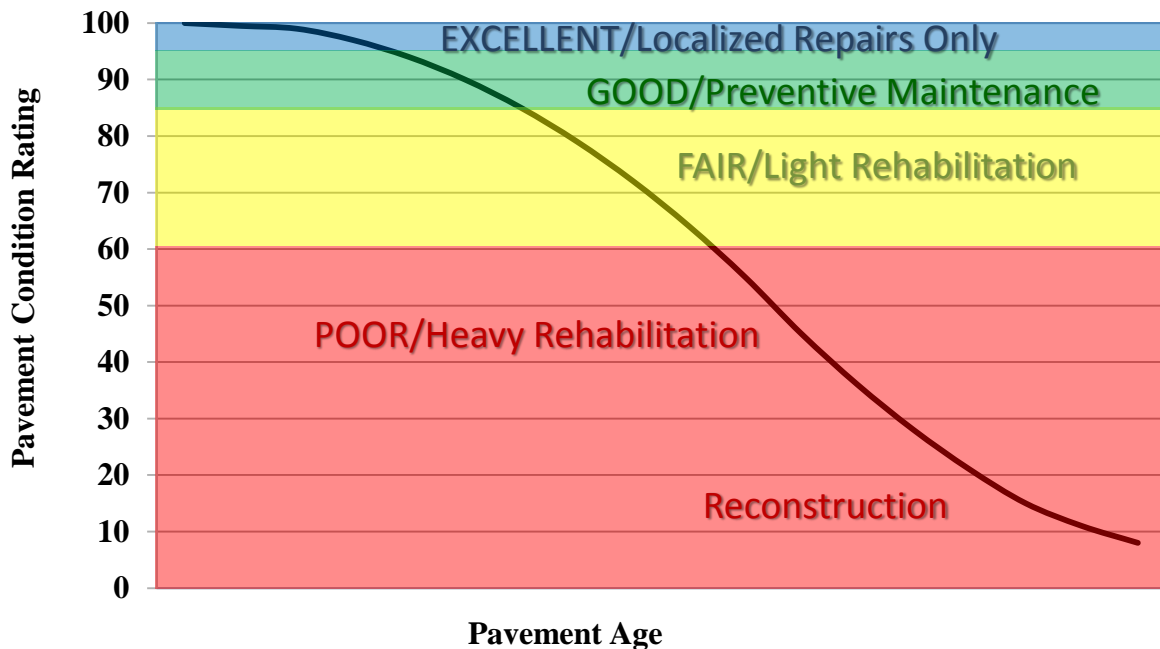 Pavement Condition Rating
100
90
80
70
60
50
40
30
20
10
0
EXCELLENT/Localized Repairs Only
GOOD/Preventive Maintenance
FAIR/Light Rehabilitation
POOR/Heavy Rehabilitation
Reconstruction
Pavement Age